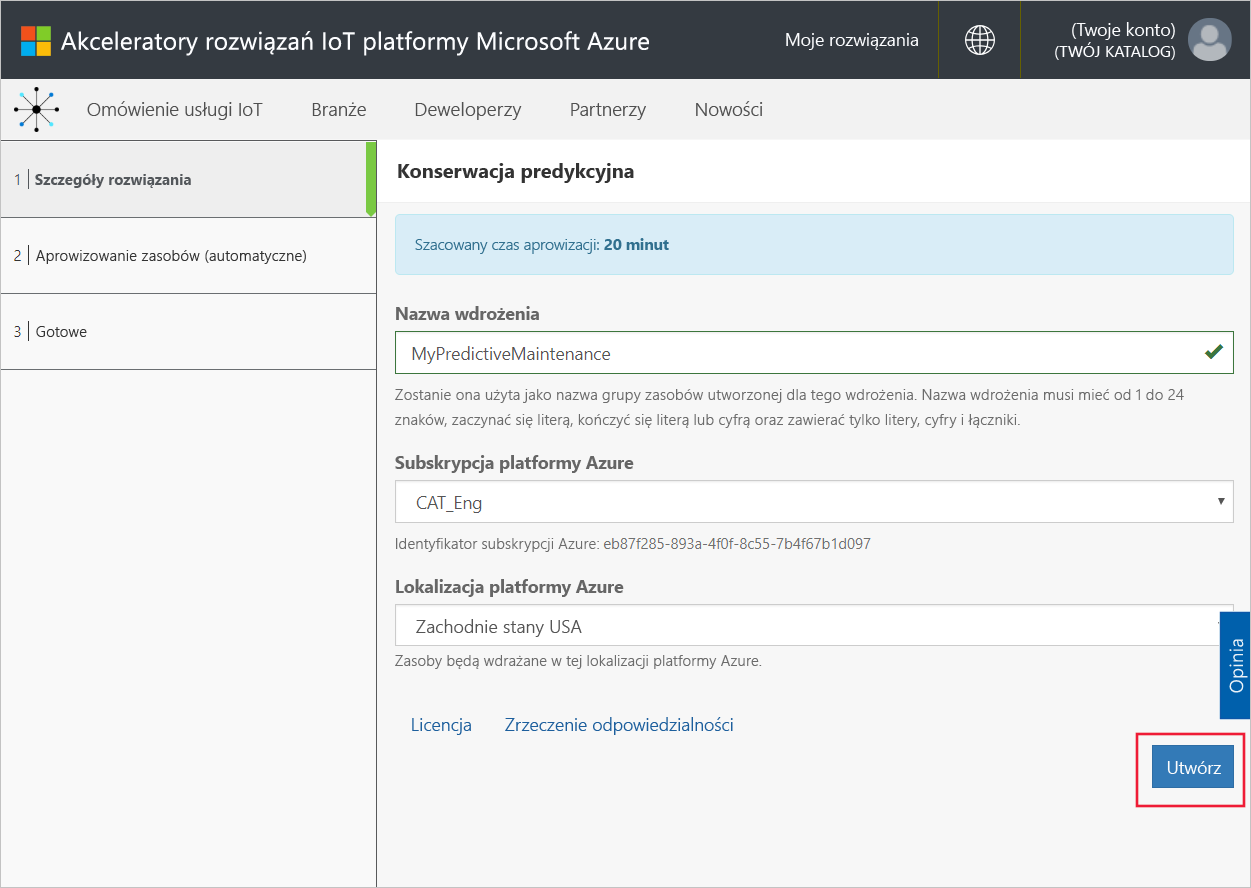 Akceleratory rozwiązań IoT platformy Microsoft Azure
Moje rozwiązania
(Twoje konto)
(TWÓJ KATALOG)
Omówienie usługi IoT
Branże
Deweloperzy
Partnerzy
Nowości
1 Szczegóły rozwiązania
2 Aprowizowanie zasobów (automatyczne)
3 Gotowe
Konserwacja predykcyjna
Szacowany czas aprowizacji: 20 minut
Nazwa wdrożenia
MyPredictiveMaintenance
Zostanie ona użyta jako nazwa grupy zasobów utworzonej dla tego wdrożenia. Nazwa wdrożenia musi mieć od 1 do 24
znaków, zaczynać się literą, kończyć się literą lub cyfrą oraz zawierać tylko litery, cyfry i łączniki.
Subskrypcja platformy Azure
CAT_Eng
Identyfikator subskrypcji Azure: eb87f285-893a-4f0f-8c55-7b4f67b1d097
Lokalizacja platformy Azure
Zachodnie stany USA
Zasoby będą wdrażane w tej lokalizacji platformy Azure.
Opinia
Licencja
Zrzeczenie odpowiedzialności
Utwórz